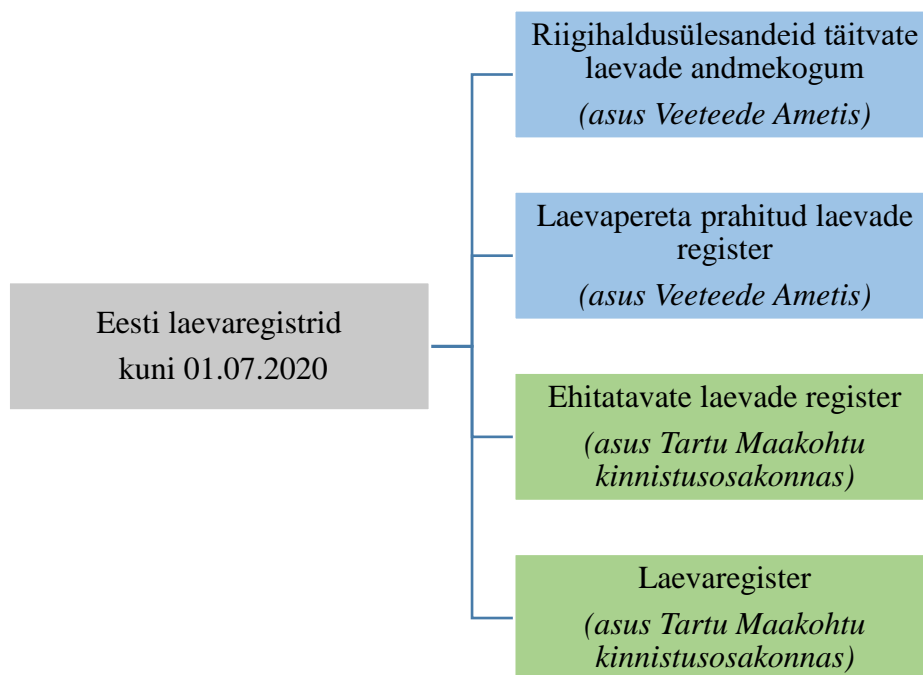 Riigihaldusülesandeid täitvate
laevade andmekogum
(asus Veeteede Ametis)
Laevapereta prahitud laevade
register
(asus Veeteede Ametis)
Eesti laevaregistrid
kuni 01.07.2020
Ehitatavate laevade register
(asus Tartu Maakohtu
kinnistusosakonnas)
Laevaregister
(asus Tartu Maakohtu
kinnistusosakonnas)